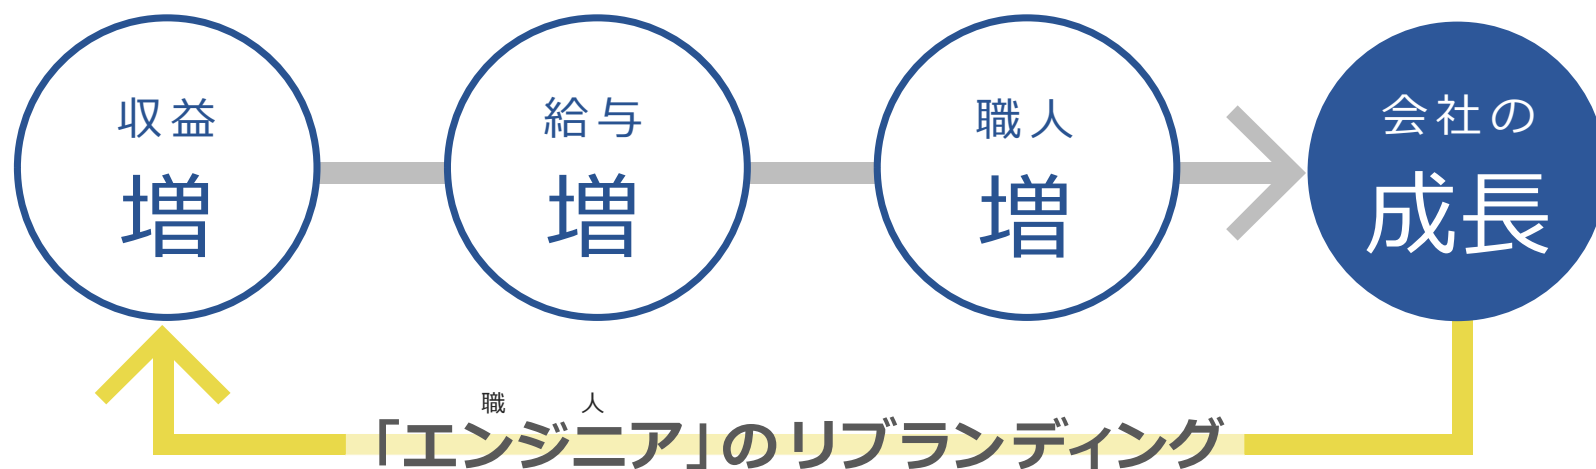 収益
増
給与
増
職人
増
会社の
成長
職人
「エンジニア」のリブランディング